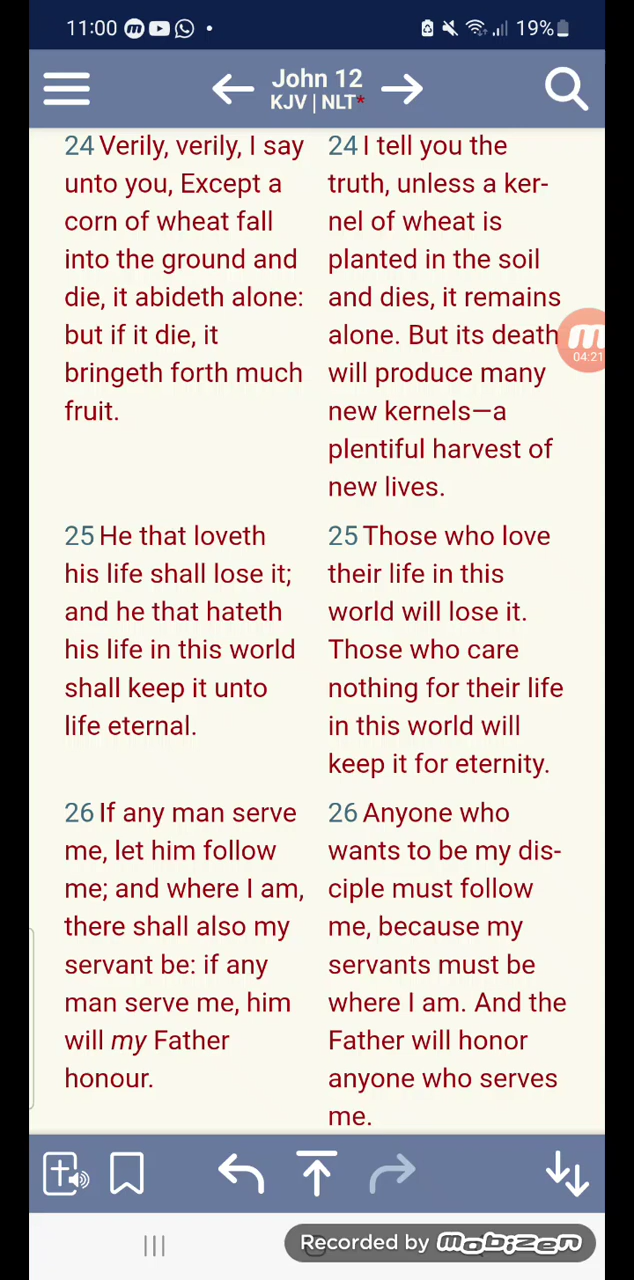 11:00 19%
John 12
KJV | NLT*
24 Verily, verily, I say
unto you, Except a
corn of wheat fall
into the ground and
die, it abideth alone:
but if it die, it
bringeth forth much
fruit.
24 I tell you the
truth, unless a ker-
nel of wheat is
planted in the soil
and dies, it remains
alone. But its death
will produce many
new kernels—a
plentiful harvest of
new lives.
m
04:21
25 He that loveth
his life shall lose it;
and he that hateth
his life in this world
shall keep it unto
life eternal.
25 Those who love
their life in this
world will lose it.
Those who care
nothing for their life
in this world will
keep it for eternity.
26 If any man serve
me, let him follow
me; and where I am,
there shall also my
servant be: if any
man serve me, him
will my Father
honour.
26 Anyone who
wants to be my dis-
ciple must follow
me, because my
servants must be
where I am. And the
Father will honor
anyone who serves
me.
Recorded by mobizen